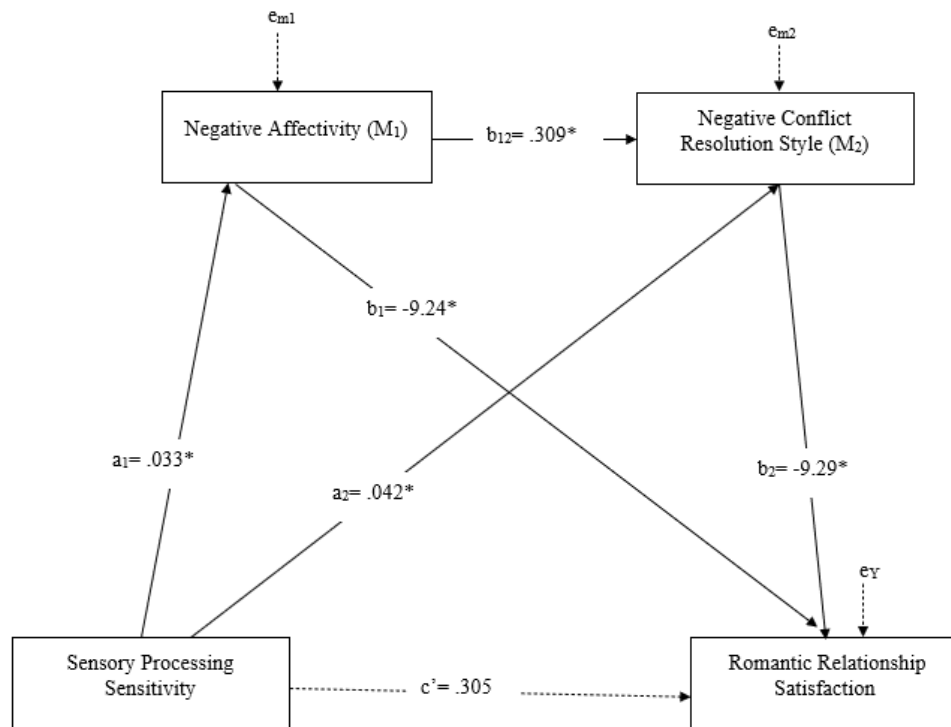 eₘ₁
eₘ₂
Negative Affectivity (M₁)
b₁₂= .309*
Negative Conflict
Resolution Style (M₂)
b₁= -9.24*
a₁= .033*
a₂= .042*
b₂= -9.29*
eY
Sensory Processing
Sensitivity
c’= .305
Romantic Relationship
Satisfaction